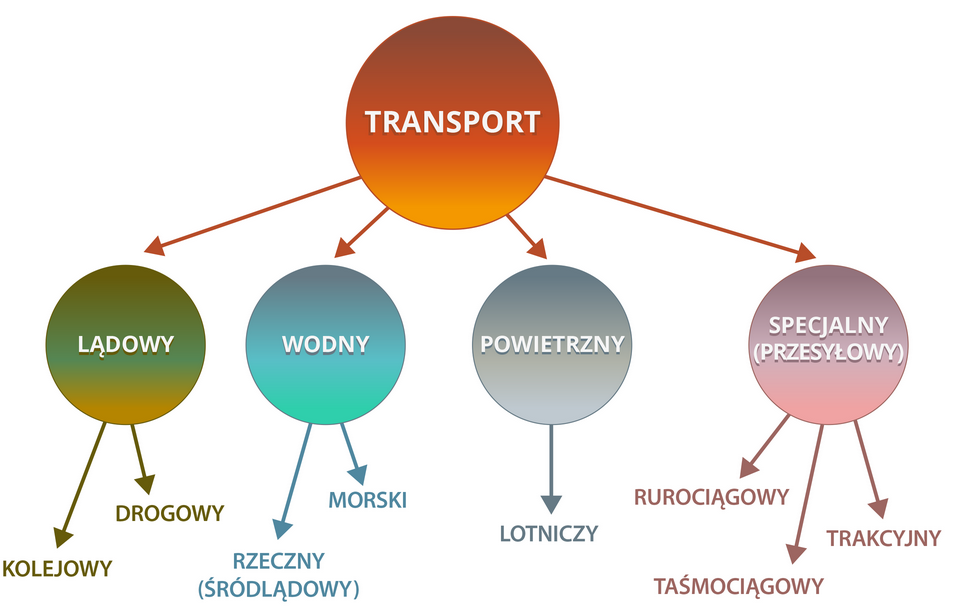 TRANSPORT
LĄDOWY
WODNY
POWIETRZNY
SPECJALNY
(PRZESYŁOWY)
KOLEJOWY
DROGOWY
RZECZNY
(ŚRÓDLĄDOWY)
MORSKI
LOTNICZY
RUROCIĄGOWY
TAŚMOCIĄGOWY
TRAKCYJNY